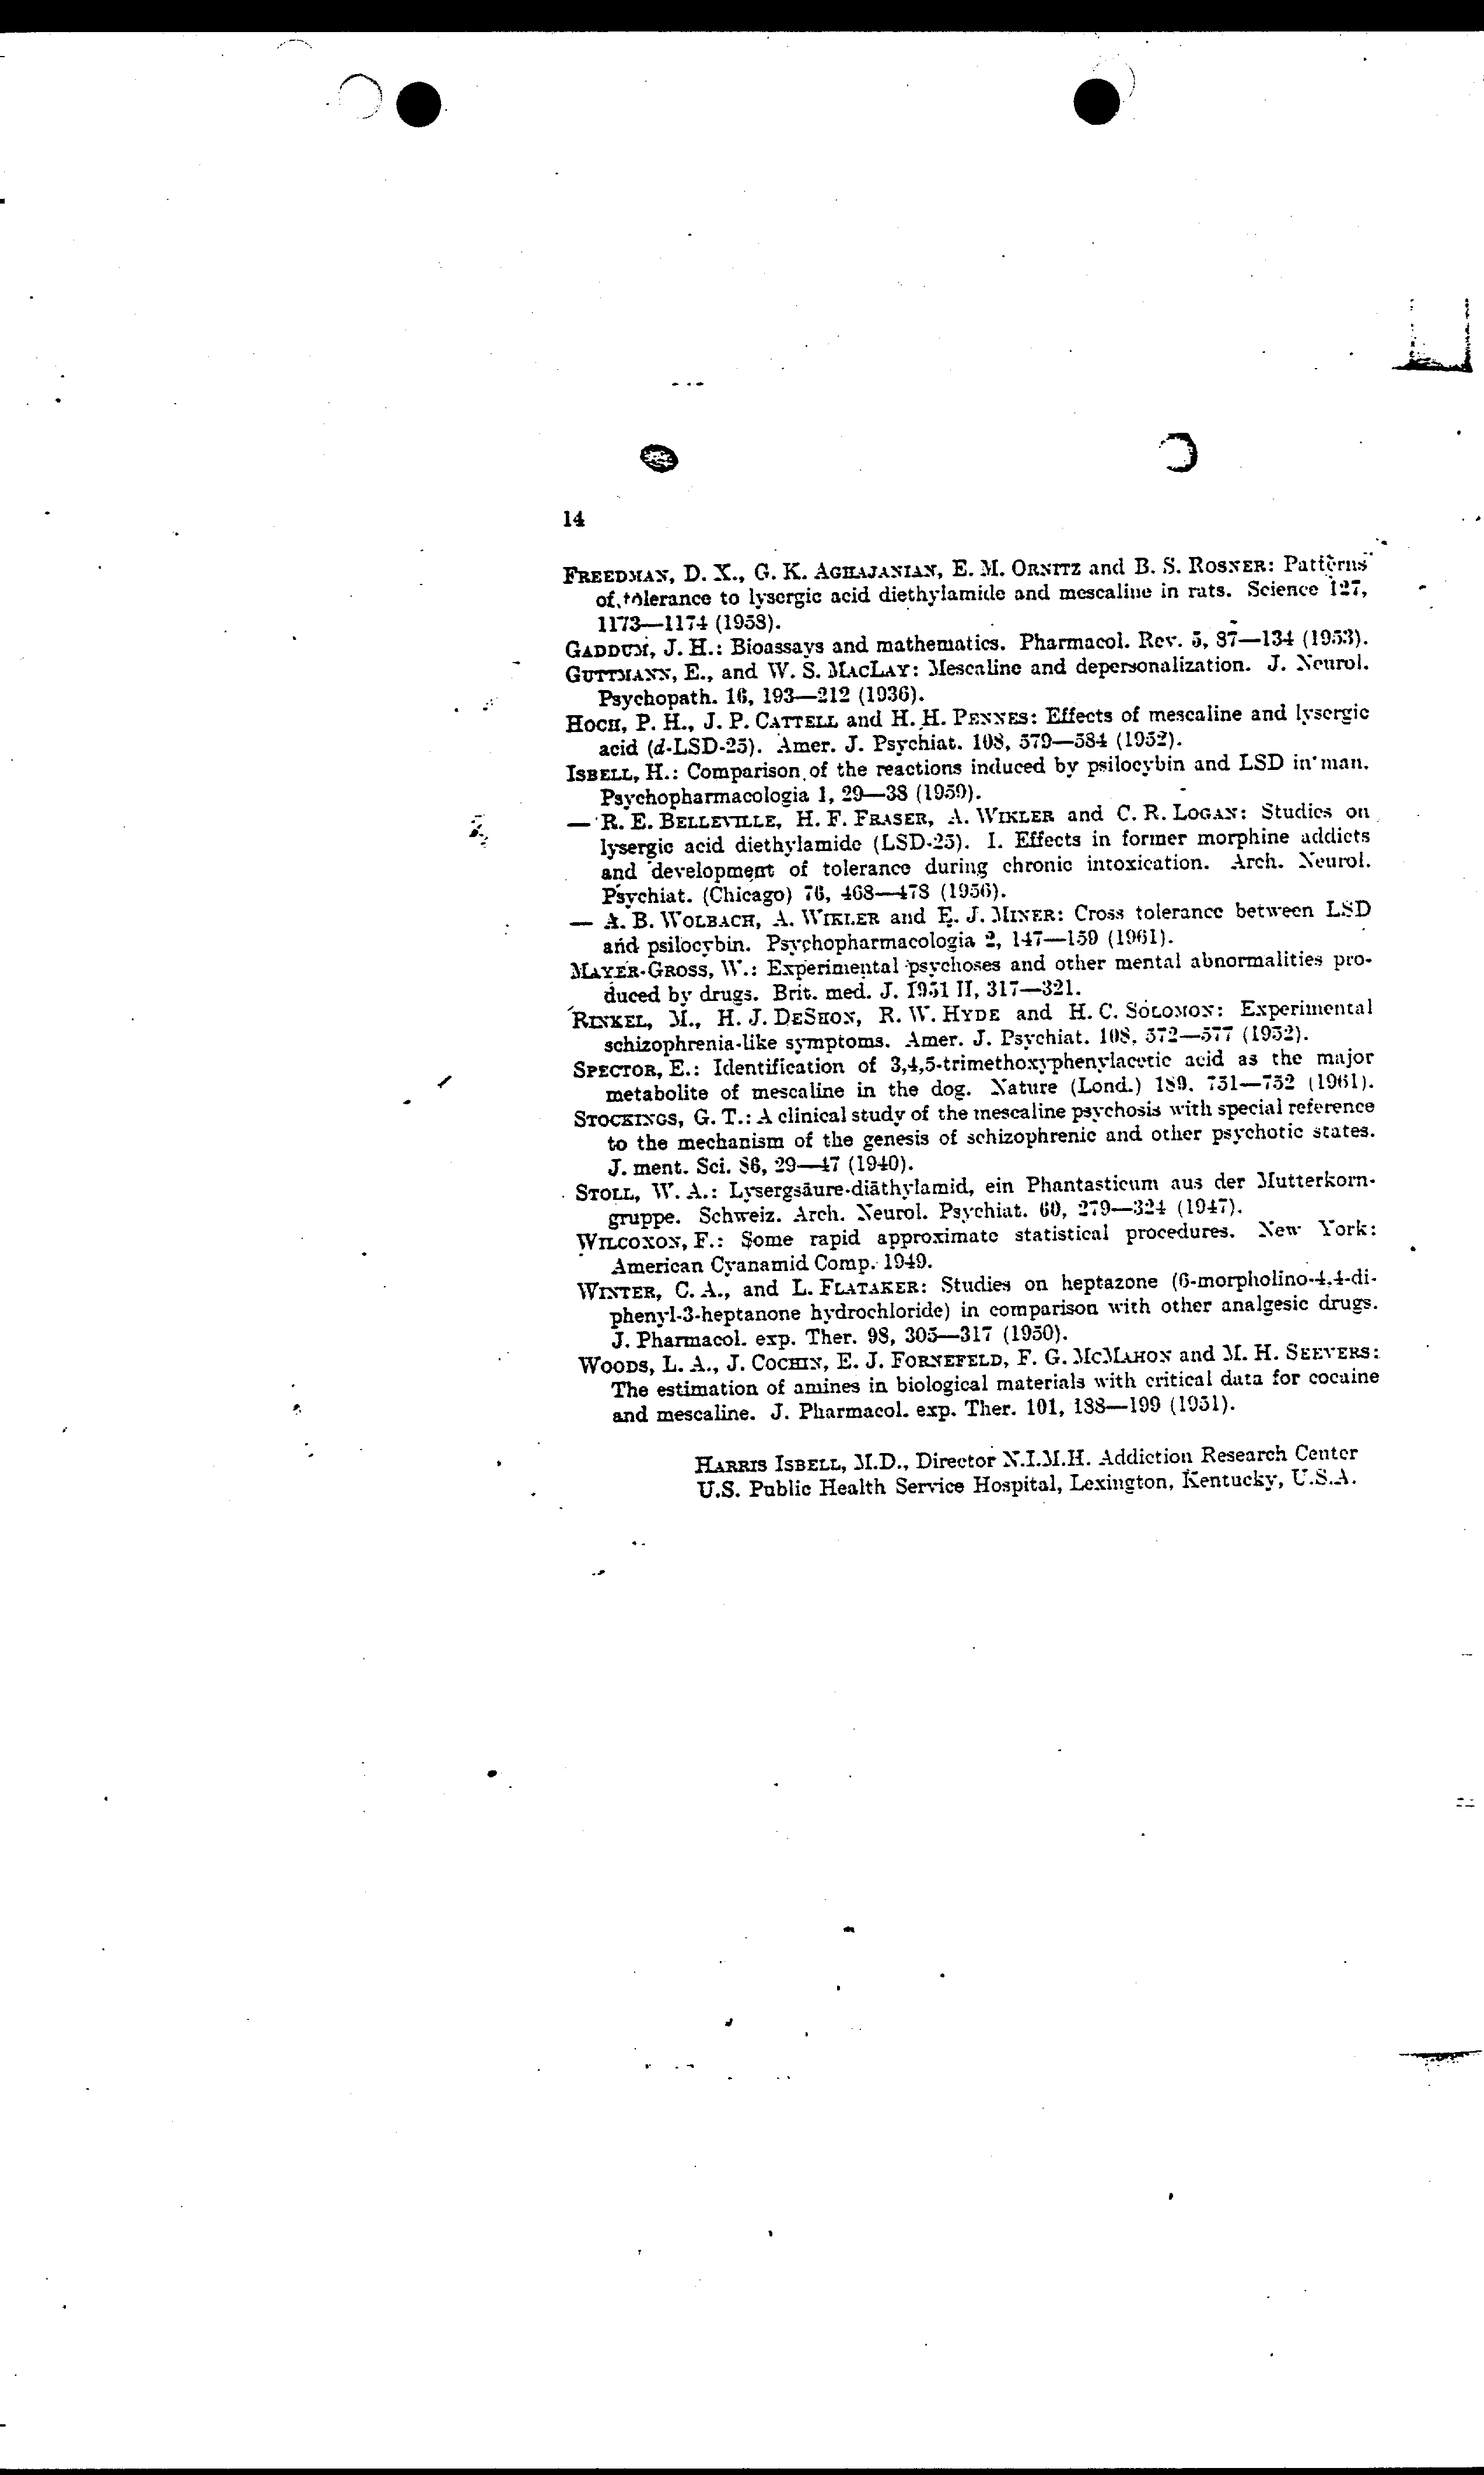 14
FREEDMAN, D. X., G. K. AGHAJANIAN, E. M. ORNITZ and B. S. ROSNER: Patterns
of tolerance to lysergic acid diethylamide and mescaline in rats. Science 127,
1173—1174 (1958).
GADDUM, J. H.: Bioassays and mathematics. Pharmacol. Rev. 5, 87—134 (1953).
GUTTMANN, E., and W. S. MACLAY: Mescaline and depersonalization. J. Neurol.
Psychopath. 16, 193—212 (1936).
HOCH, P. H., J. P. CATTELL and H. H. PENNES: Effects of mescaline and lysergic
acid (d-LSD-25). Amer. J. Psychiat. 108, 579—584 (1952).
ISBELL, H.: Comparison of the reactions induced by psilocybin and LSD in man.
Psychopharmacologia 1, 29—38 (1959).
— R. E. BELLEVILLE, H. F. FRASER, A. WIKLER and C. R. LOGAN: Studies on
lysergic acid diethylamide (LSD-25). I. Effects in former morphine addicts
and development of tolerance during chronic intoxication. Arch. Neurol.
Psychiat. (Chicago) 76, 468—478 (1956).
— A. B. WOLBACH, A. WIKLER and E. J. MINER: Cross tolerance between LSD
and psilocybin. Psychopharmacologia 2, 147—159 (1961).
MAYER-GROSS, W.: Experimental psychoses and other mental abnormalities pro-
duced by drugs. Brit. med. J. 1951 II, 317—321.
RINKEL, M., H. J. DESHON, R. W. HYDE and H. C. SOLOMON: Experimental
schizophrenia-like symptoms. Amer. J. Psychiat. 108, 572—577 (1952).
SPECTOR, E.: Identification of 3,4,5-trimethoxyphenylacetic acid as the major
metabolite of mescaline in the dog. Nature (Lond.) 189, 751—752 (1961).
STOCKINGS, G. T.: A clinical study of the mescaline psychosis with special reference
to the mechanism of the genesis of schizophrenic and other psychotic states.
J. ment. Sci. 86, 29—47 (1940).
STOLL, W. A.: Lysergsäure-diäthylamid, ein Phantasticum aus der Mutterkorn-
gruppe. Schweiz. Arch. Neurol. Psychiat. 60, 279—324 (1947).
WILCOXON, F.: Some rapid approximate statistical procedures. New York:
American Cyanamid Comp. 1949.
WINTER, C. A., and L. FLATAKER: Studies on heptazone (6-morpholino-4,4-di-
phenyl-3-heptanone hydrochloride) in comparison with other analgesic drugs.
J. Pharmacol. exp. Ther. 98, 305—317 (1950).
WOODS, L. A., J. COCHIN, E. J. FORNEFELD, F. G. MCMAHON and M. H. SEEVERS:
The estimation of amines in biological materials with critical data for cocaine
and mescaline. J. Pharmacol. exp. Ther. 101, 188—199 (1951).
HARRIS ISBELL, M.D., Director N.I.M.H. Addiction Research Center
U.S. Public Health Service Hospital, Lexington, Kentucky, U.S.A.